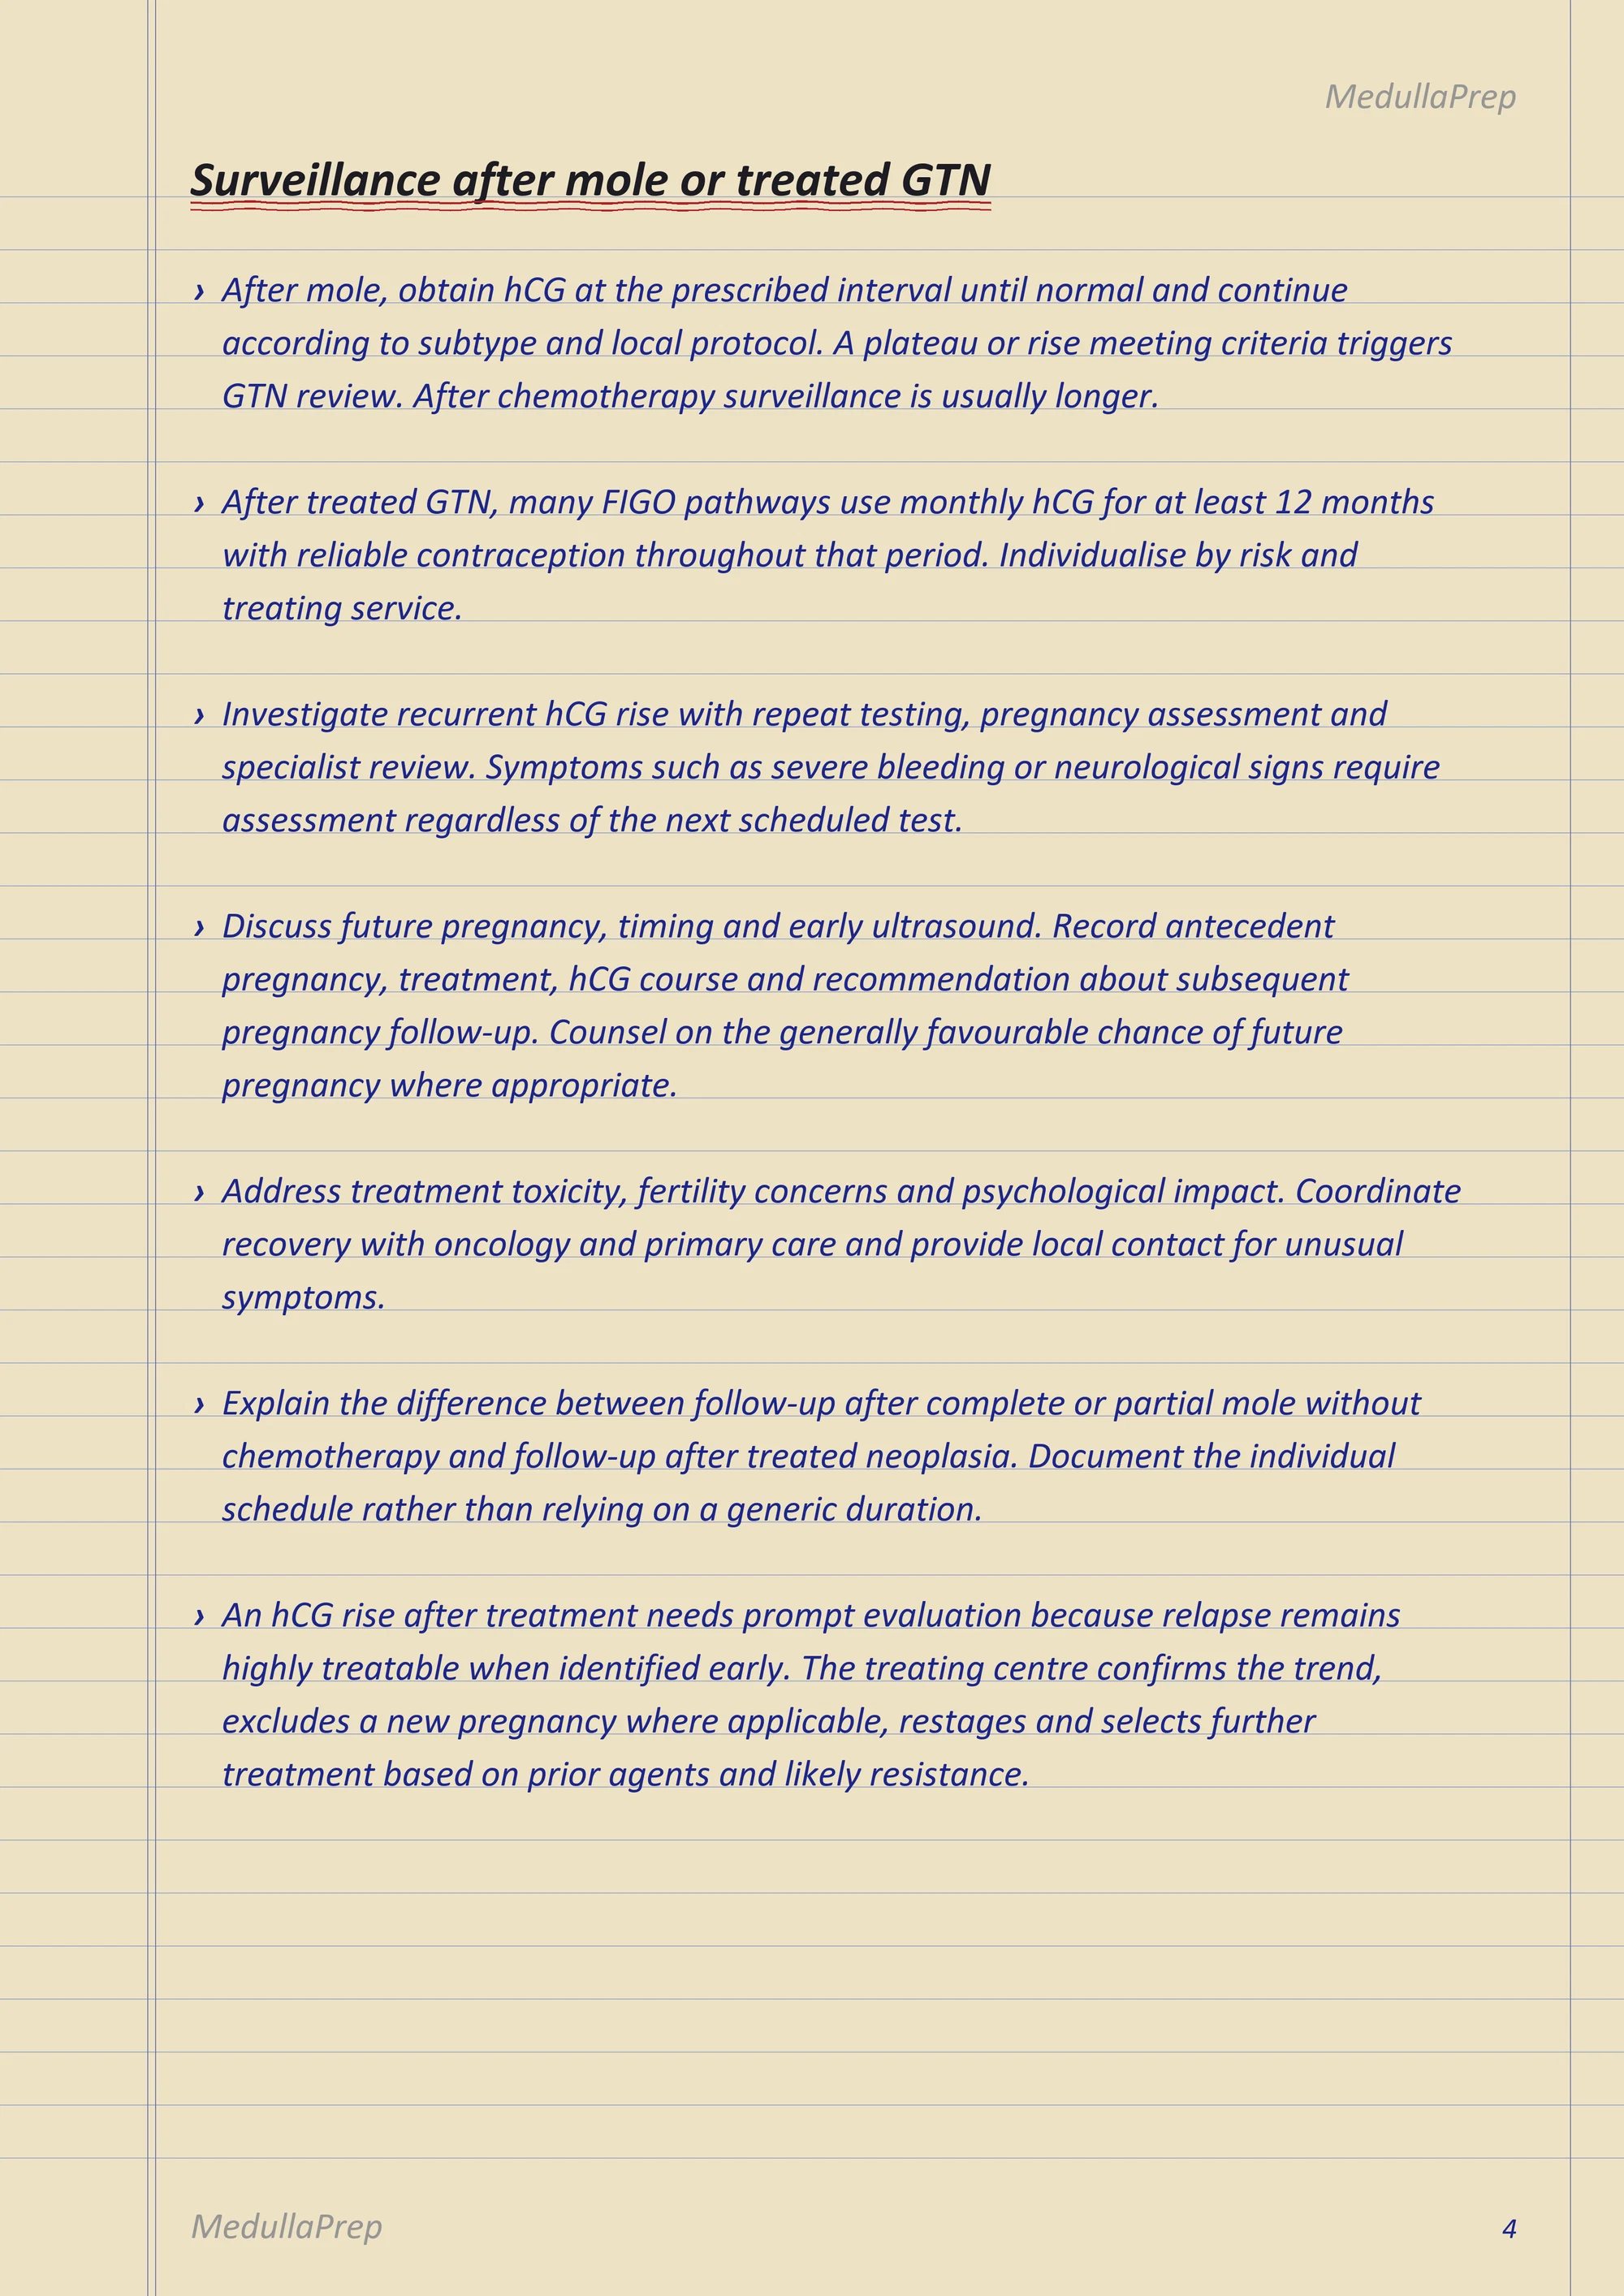 MedullaPrep
Surveillance after mole or treated GTN
› After mole, obtain hCG at the prescribed interval until normal and continue
according to subtype and local protocol. A plateau or rise meeting criteria triggers
GTN review. After chemotherapy surveillance is usually longer.
› After treated GTN, many FIGO pathways use monthly hCG for at least 12 months
with reliable contraception throughout that period. Individualise by risk and
treating service.
› Investigate recurrent hCG rise with repeat testing, pregnancy assessment and
specialist review. Symptoms such as severe bleeding or neurological signs require
assessment regardless of the next scheduled test.
› Discuss future pregnancy, timing and early ultrasound. Record antecedent
pregnancy, treatment, hCG course and recommendation about subsequent
pregnancy follow-up. Counsel on the generally favourable chance of future
pregnancy where appropriate.
› Address treatment toxicity, fertility concerns and psychological impact. Coordinate
recovery with oncology and primary care and provide local contact for unusual
symptoms.
› Explain the difference between follow-up after complete or partial mole without
chemotherapy and follow-up after treated neoplasia. Document the individual
schedule rather than relying on a generic duration.
› An hCG rise after treatment needs prompt evaluation because relapse remains
highly treatable when identified early. The treating centre confirms the trend,
excludes a new pregnancy where applicable, restages and selects further
treatment based on prior agents and likely resistance.
MedullaPrep
4